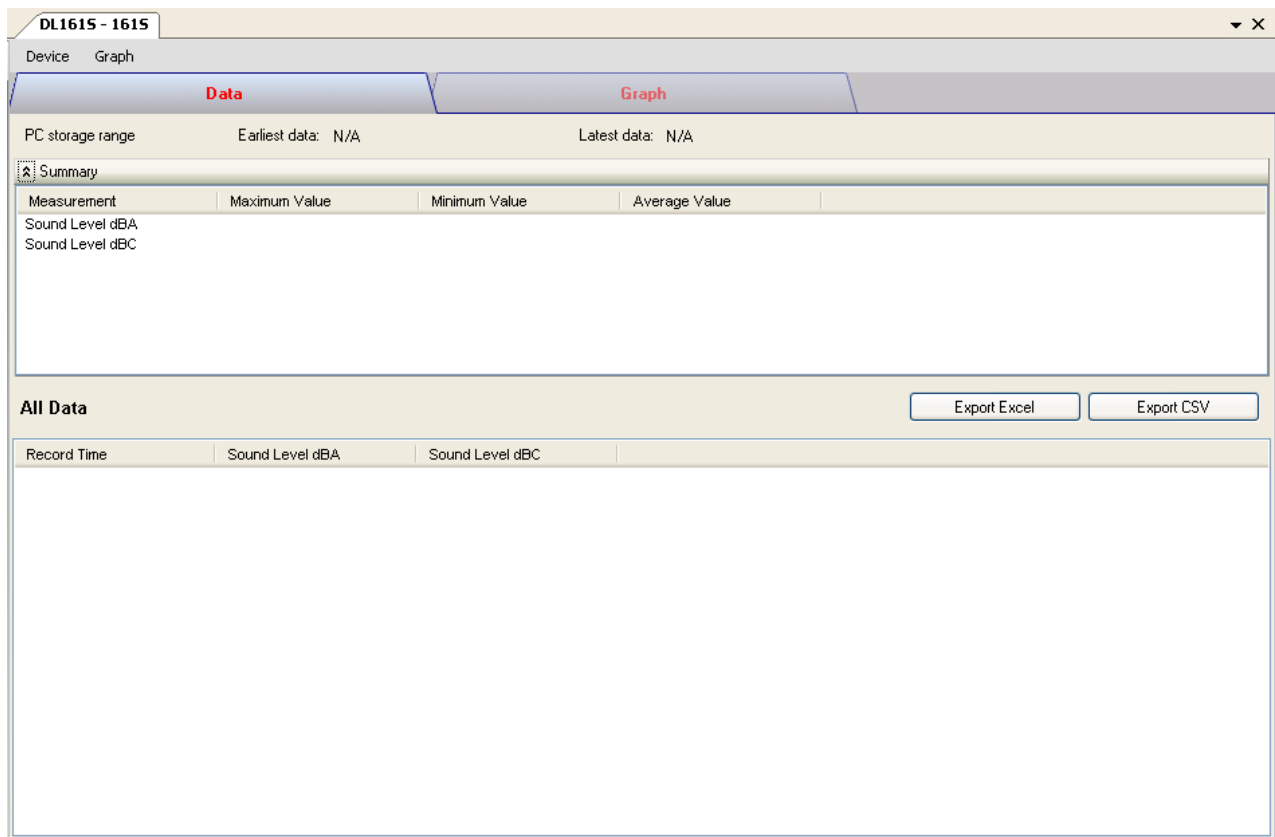 DL161S - 161S
Device Graph
Data Graph
PC storage range Earliest data: N/A Latest data: N/A
Summary
Measurement Maximum Value Minimum Value Average Value
Sound Level dBA
Sound Level dBC
All Data Export Excel Export CSV
Record Time Sound Level dBA Sound Level dBC